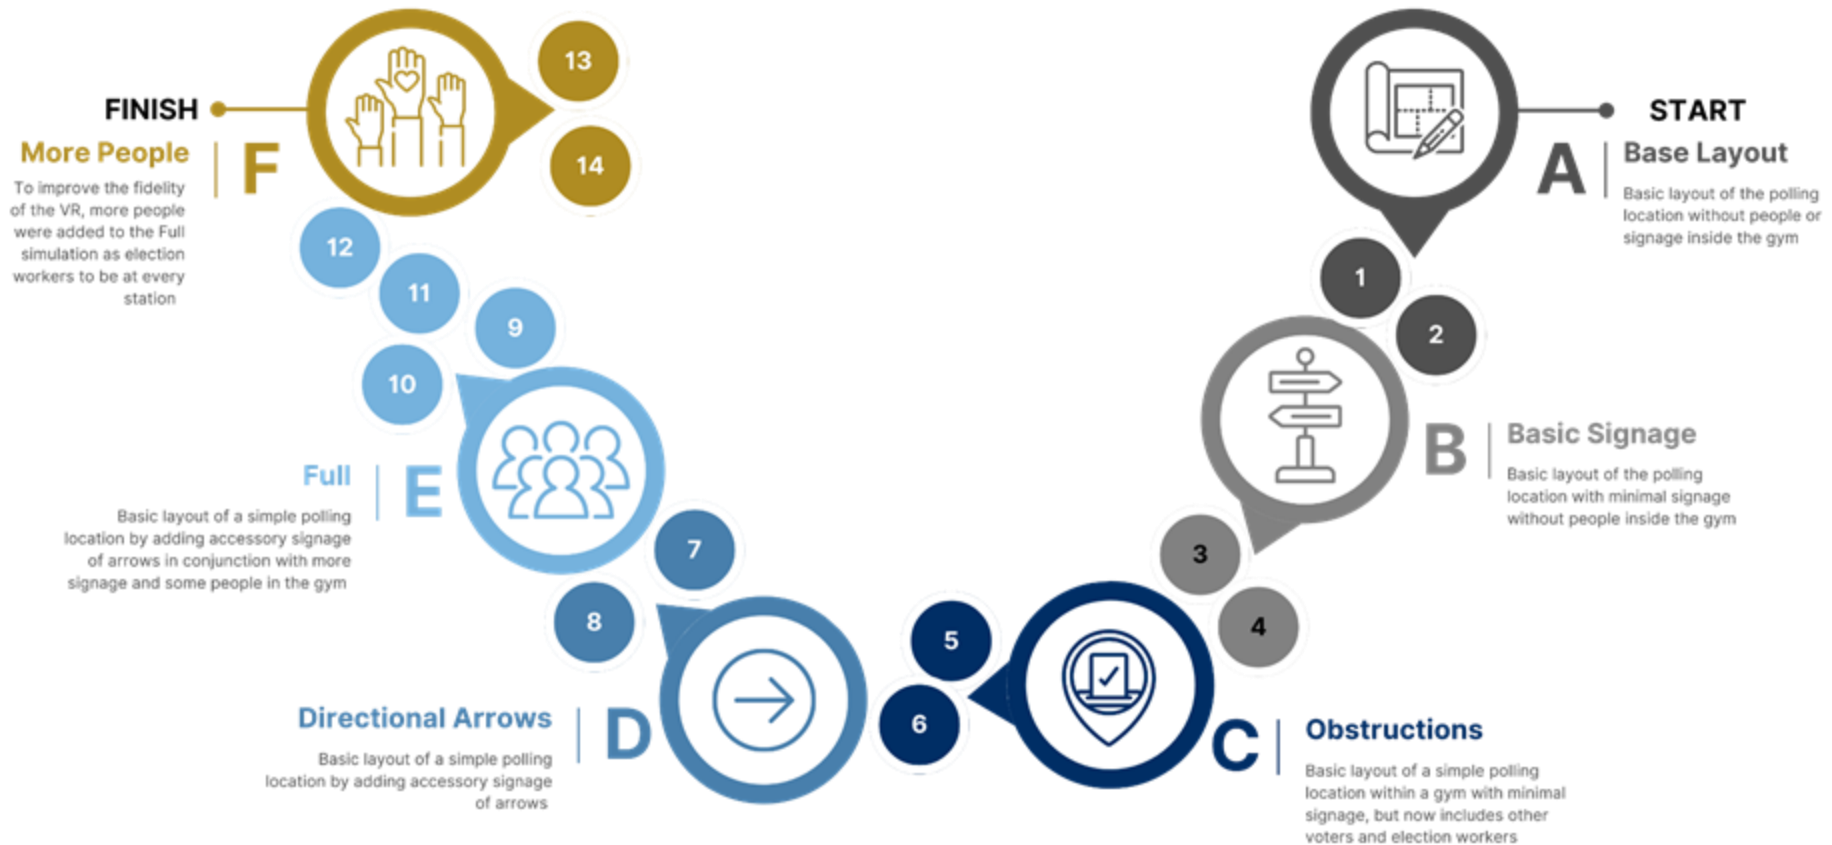 START
A
Base Layout
Basic layout of the polling
location without people or
signage inside the gym
1
2
B
Basic Signage
Basic layout of the polling
location with minimal signage
without people inside the gym
3
4
C
Obstructions
Basic layout of a simple polling
location within a gym with minimal
signage, but now includes other
voters and election workers
5
6
D
Directional Arrows
Basic layout of a simple polling
location by adding accessory signage
of arrows
7
8
E
Full
Basic layout of a simple polling
location by adding accessory signage
of arrows in conjunction with more
signage and some people in the gym
9
10
11
12
F
FINISH
More People
To improve the fidelity
of the VR, more people
were added to the Full
simulation as election
workers to be at every
station
13
14